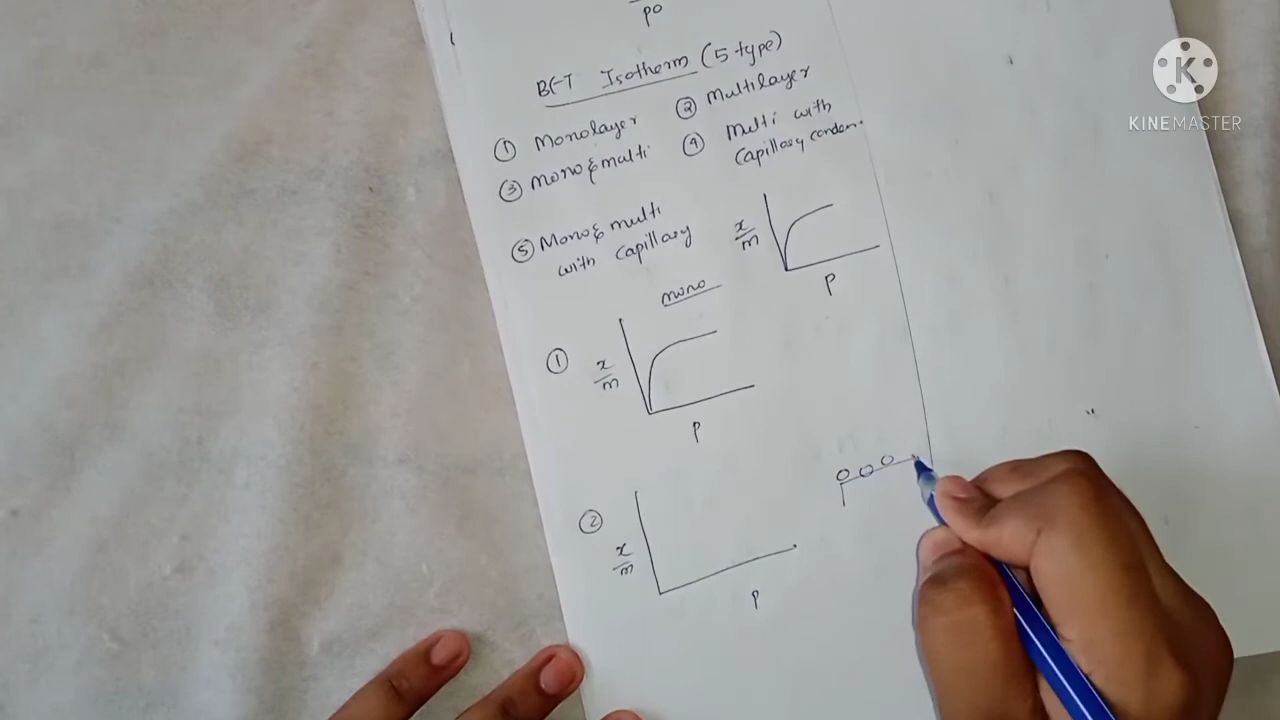 po
BET Isotherm (5 type)
① Monolayer
② Multilayer
③ Mono & multi
④ Multi with
Capillary conden.
⑤ Mono & multi
with Capillary
x/m
P
mono
①
x/m
P
②
x/m
P
K
KINEMASTER